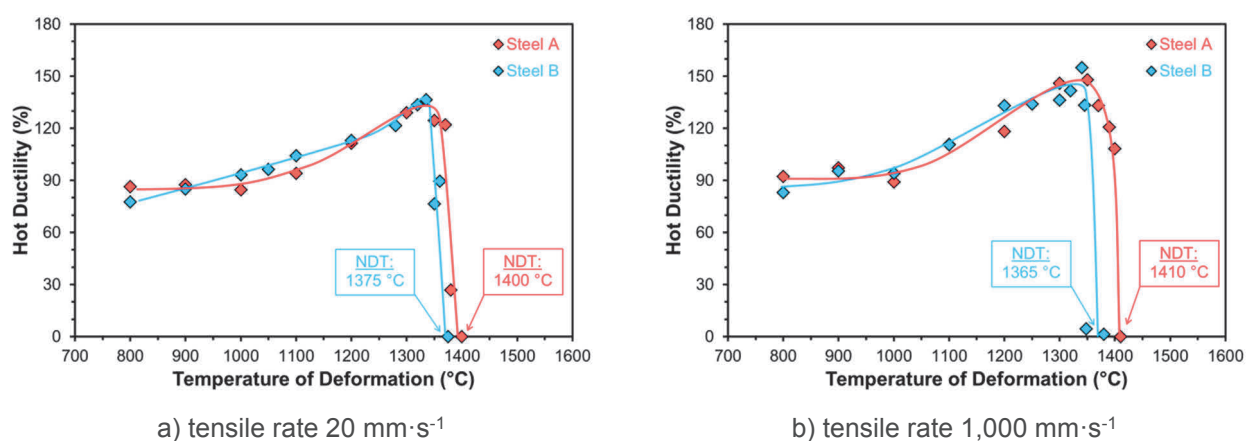 180
150
120
90
60
30
0
Hot Ductility (%)
Steel A
Steel B
NDT:
1375 °C
NDT:
1400 °C
700 800 900 1000 1100 1200 1300 1400 1500 1600
Temperature of Deformation (°C)
a) tensile rate 20 mm·s-1
180
150
120
90
60
30
0
Hot Ductility (%)
Steel A
Steel B
NDT:
1365 °C
NDT:
1410 °C
700 800 900 1000 1100 1200 1300 1400 1500 1600
Temperature of Deformation (°C)
b) tensile rate 1,000 mm·s-1